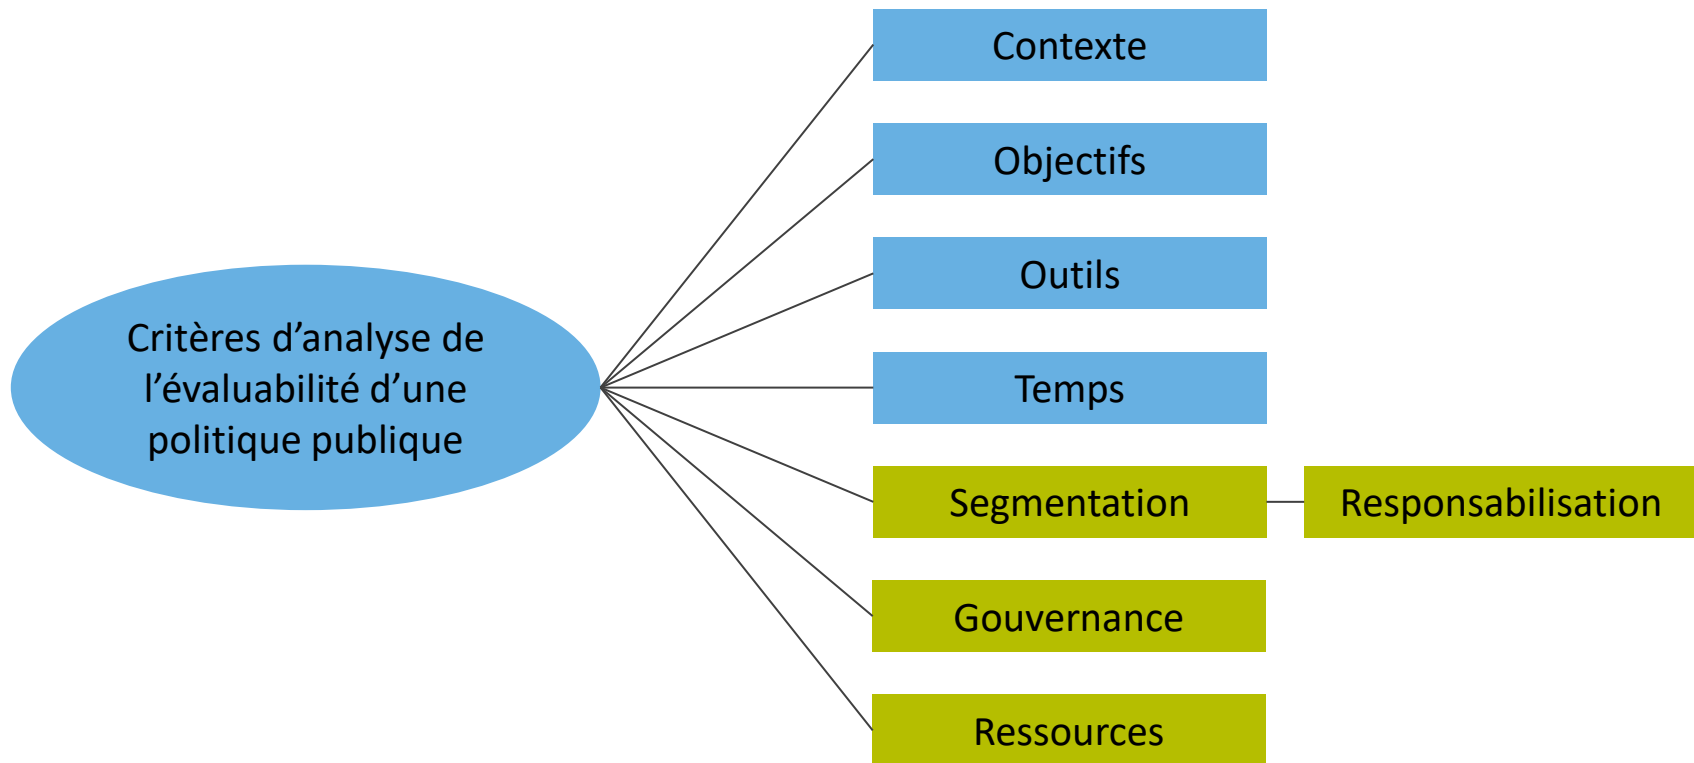 Critères d’analyse de
l’évaluabilité d’une
politique publique
Contexte
Objectifs
Outils
Temps
Segmentation
Responsabilisation
Gouvernance
Ressources